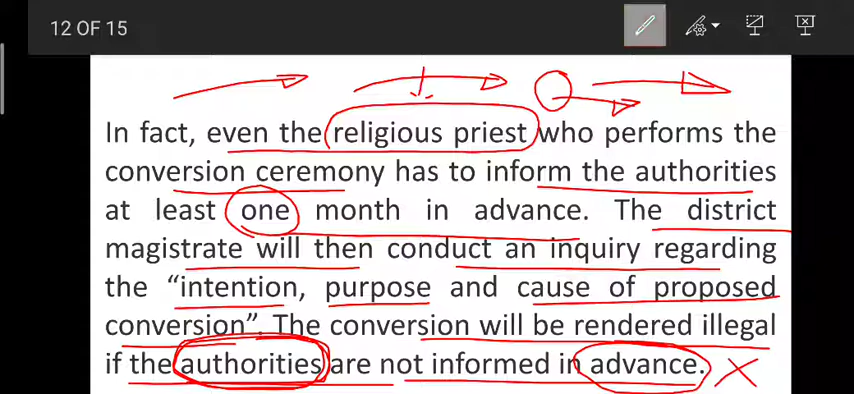 12 OF 15
In fact, even the religious priest who performs the
conversion ceremony has to inform the authorities
at least one month in advance. The district
magistrate will then conduct an inquiry regarding
the “intention, purpose and cause of proposed
conversion”. The conversion will be rendered illegal
if the authorities are not informed in advance.